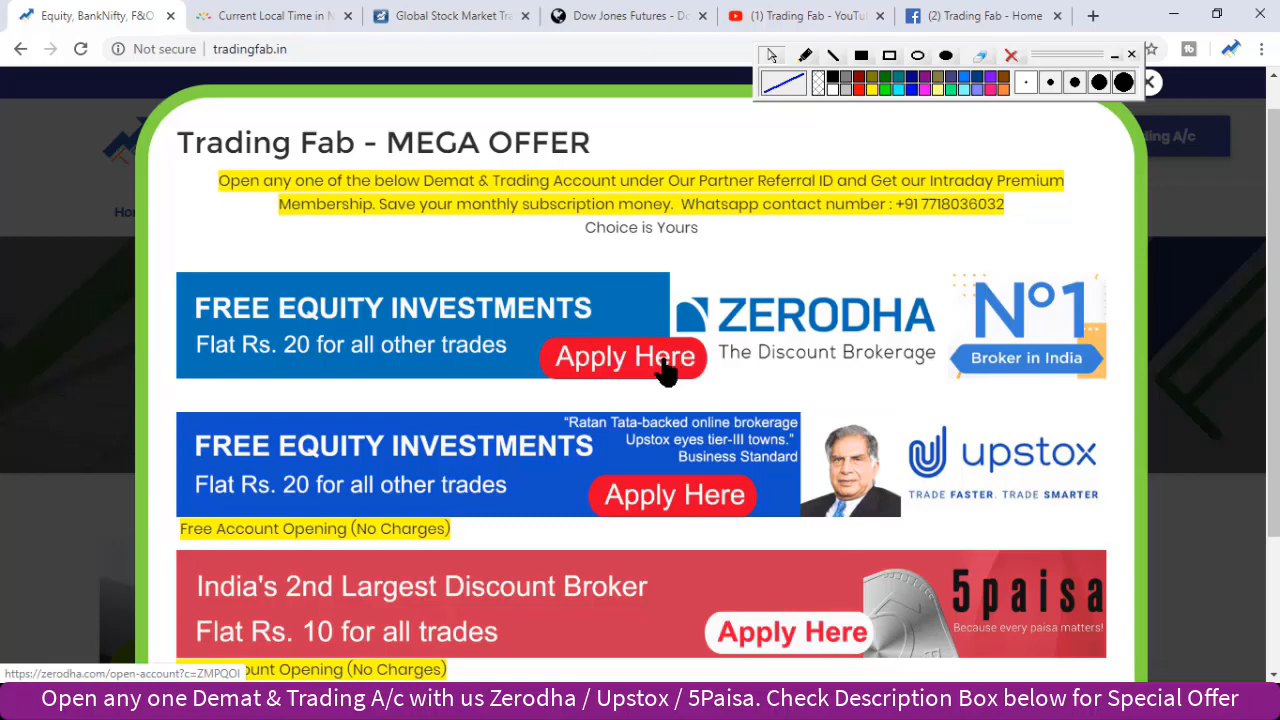 Equity, BankNifty, F&O
Current Local Time in N
Global Stock Market Tra
Dow Jones Futures - Do
(1) Trading Fab - YouTu
(2) Trading Fab - Home
Not secure
tradingfab.in
ding A/c
Trading Fab - MEGA OFFER
Open any one of the below Demat & Trading Account under Our Partner Referral ID and Get our Intraday Premium
Membership. Save your monthly subscription money. Whatsapp contact number : +91 7718036032
Choice is Yours
Ho
FREE EQUITY INVESTMENTS
Flat Rs. 20 for all other trades
Apply Here
ZERODHA
The Discount Brokerage
Nº1
Broker in India
FREE EQUITY INVESTMENTS
Flat Rs. 20 for all other trades
“Ratan Tata-backed online brokerage
Upstox eyes tier-III towns.”
Business Standard
Apply Here
upstox
TRADE FASTER. TRADE SMARTER
Free Account Opening (No Charges)
India's 2nd Largest Discount Broker
Flat Rs. 10 for all trades
Apply Here
5paisa
Because every paisa matters!
https://zerodha.com/open-account?c=ZMPQOI
ount Opening (No Charges)
Open any one Demat & Trading A/c with us Zerodha / Upstox / 5Paisa. Check Description Box below for Special Offer